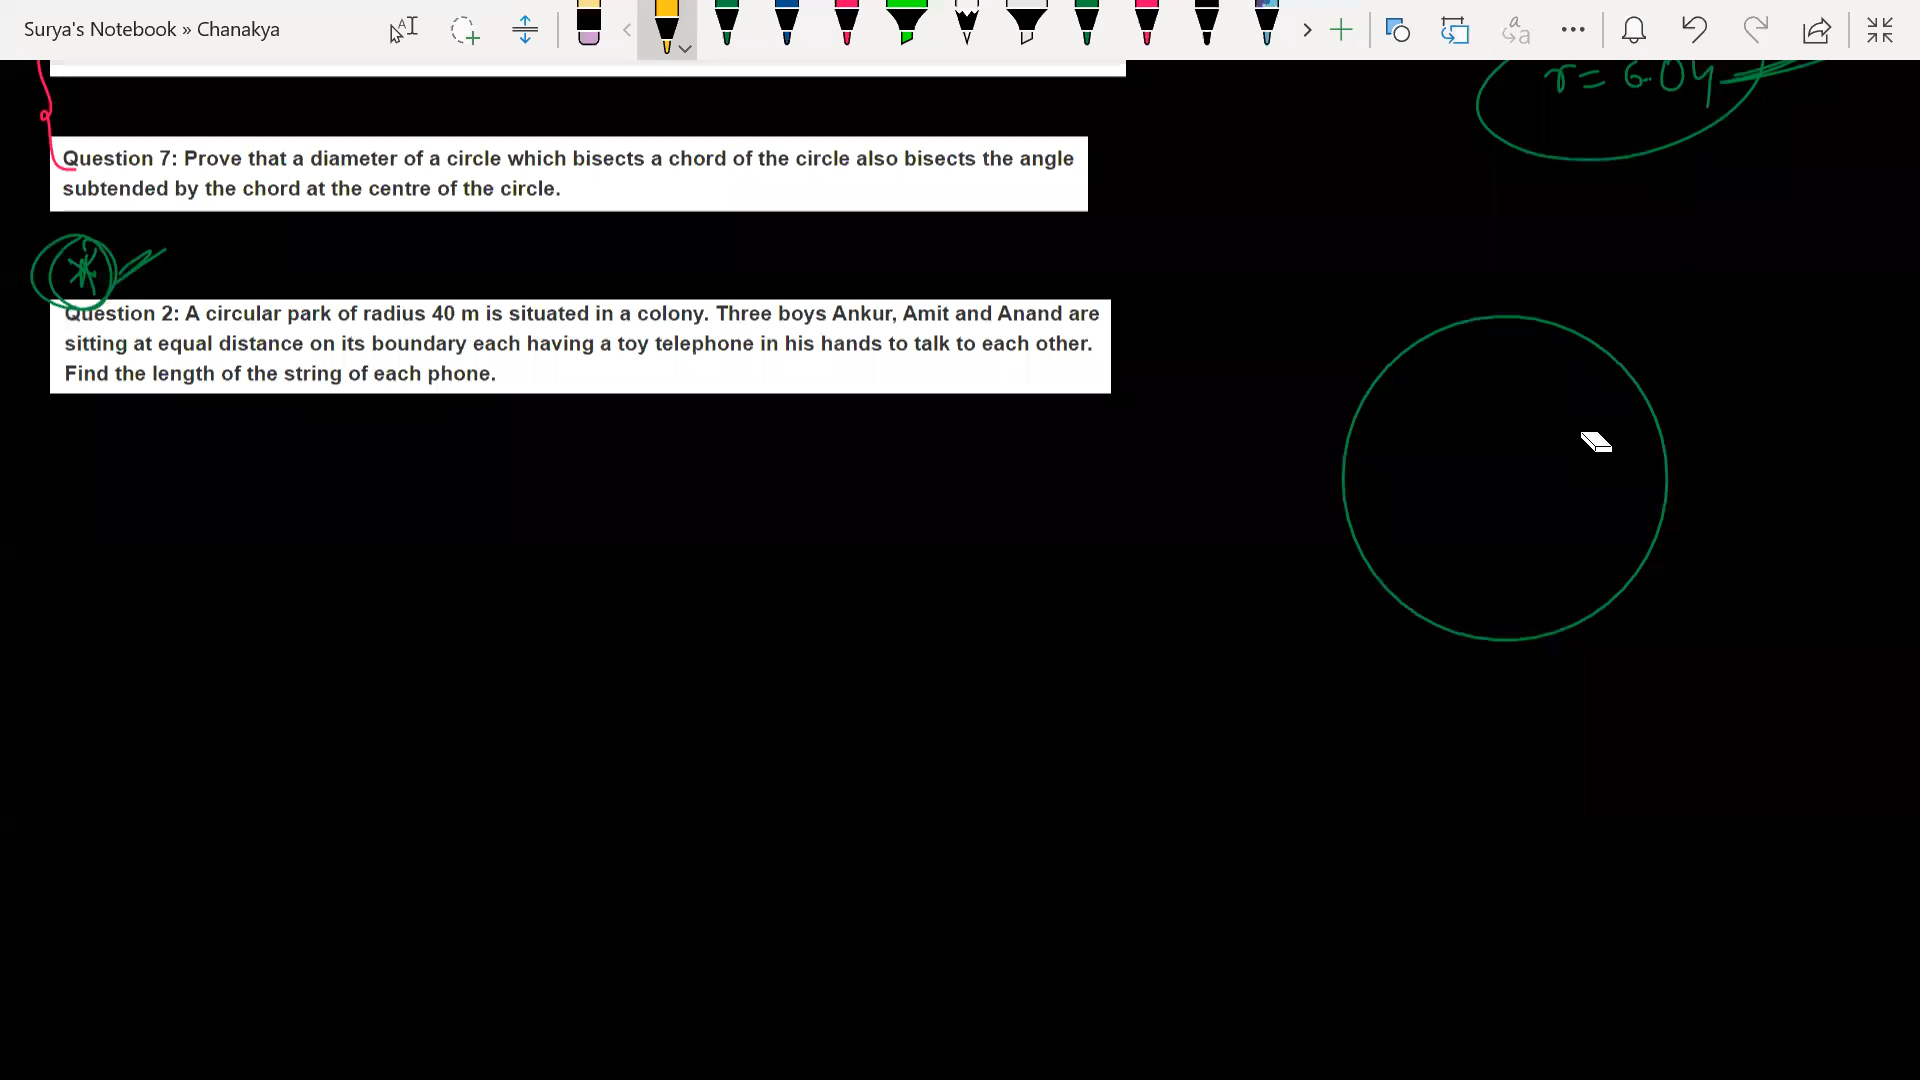 Surya's Notebook » Chanakya
r = 6.04
Question 7: Prove that a diameter of a circle which bisects a chord of the circle also bisects the angle
subtended by the chord at the centre of the circle.
Question 2: A circular park of radius 40 m is situated in a colony. Three boys Ankur, Amit and Anand are
sitting at equal distance on its boundary each having a toy telephone in his hands to talk to each other.
Find the length of the string of each phone.